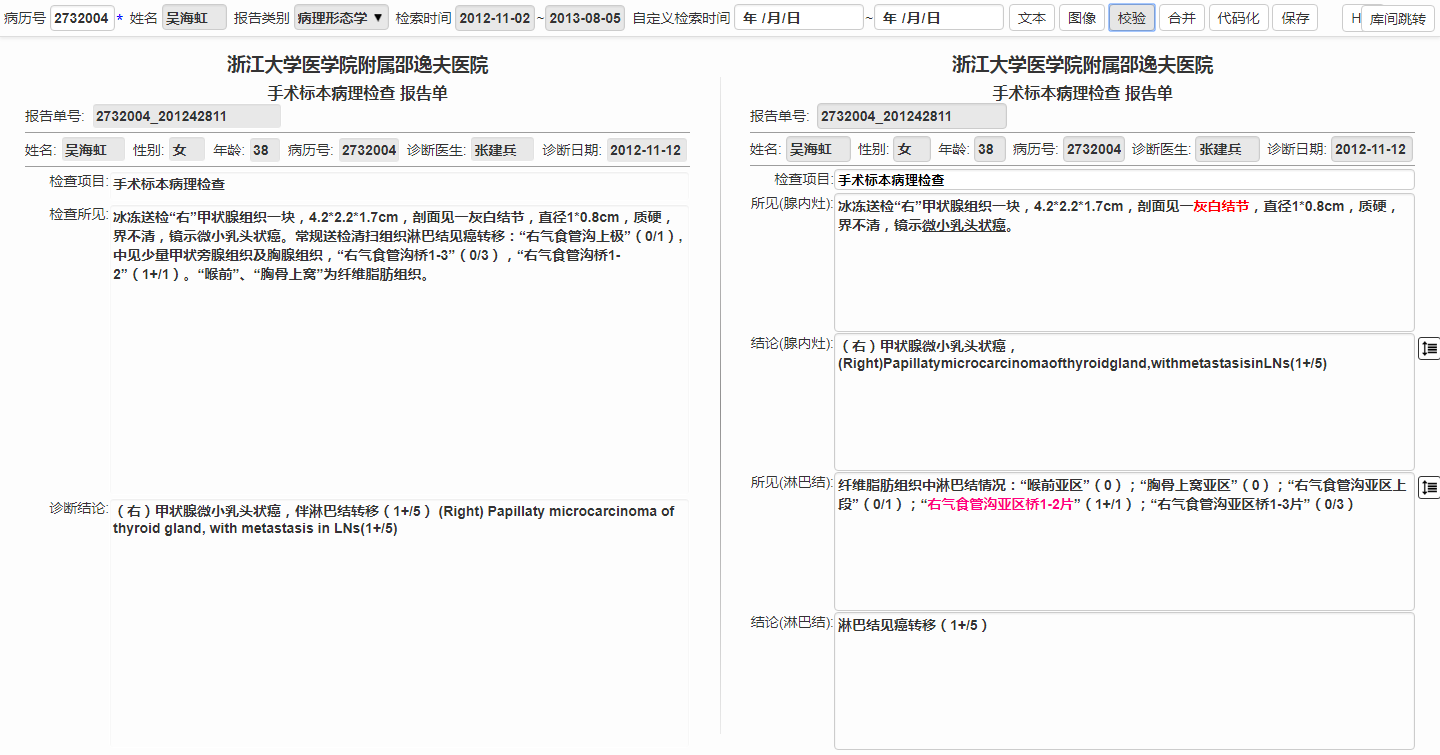 病历号 2732004 * 姓名 吴海虹 报告类别 病理形态学 ▼ 检索时间 2012-11-02 ~ 2013-08-05 自定义检索时间 年 /月/日 ~ 年 /月/日 文本 图像 校验 合并 代码化 保存 H 库间跳转
浙江大学医学院附属邵逸夫医院
手术标本病理检查 报告单
报告单号: 2732004_201242811
姓名: 吴海虹 性别: 女 年龄: 38 病历号: 2732004 诊断医生: 张建兵 诊断日期: 2012-11-12
检查项目: 手术标本病理检查
检查所见: 冰冻送检“右”甲状腺组织一块，4.2*2.2*1.7cm，剖面见一灰白结节，直径1*0.8cm，质硬，
界不清，镜示微小乳头状癌。常规送检清扫组织淋巴结见癌转移：“右气食管沟上极”（0/1），
中见少量甲状旁腺组织及胸腺组织，“右气食管沟桥1-3”（0/3），“右气食管沟桥1-
2”（1+/1）。“喉前”、“胸骨上窝”为纤维脂肪组织。
诊断结论: （右）甲状腺微小乳头状癌，伴淋巴结转移（1+/5） (Right) Papillaty microcarcinoma of
thyroid gland, with metastasis in LNs(1+/5)
浙江大学医学院附属邵逸夫医院
手术标本病理检查 报告单
报告单号: 2732004_201242811
姓名: 吴海虹 性别: 女 年龄: 38 病历号: 2732004 诊断医生: 张建兵 诊断日期: 2012-11-12
检查项目: 手术标本病理检查
所见(腺内灶): 冰冻送检“右”甲状腺组织一块，4.2*2.2*1.7cm，剖面见一灰白结节，直径1*0.8cm，质硬，
界不清，镜示微小乳头状癌。
结论(腺内灶): （右）甲状腺微小乳头状癌，
(Right)Papillatymicrocarcinomaofthyroidgland,withmetastasisinLNs(1+/5)
所见(淋巴结): 纤维脂肪组织中淋巴结情况：“喉前亚区”（0）；“胸骨上窝亚区”（0）；“右气食管沟亚区上
段”（0/1）；“右气食管沟亚区桥1-2片”（1+/1）；“右气食管沟亚区桥1-3片”（0/3）
结论(淋巴结): 淋巴结见癌转移（1+/5）